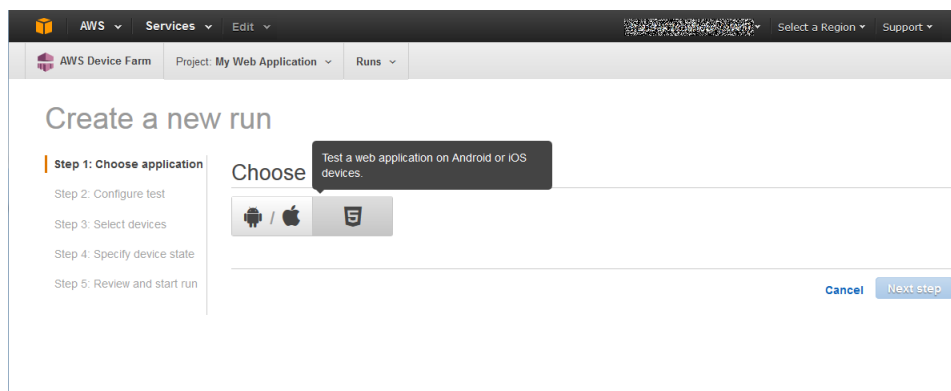 AWS Services Edit Select a Region Support
AWS Device Farm Project: My Web Application Runs
Create a new run
Step 1: Choose application
Step 2: Configure test
Step 3: Select devices
Step 4: Specify device state
Step 5: Review and start run
Choose
Test a web application on Android or iOS
devices.
/
5
Cancel Next step